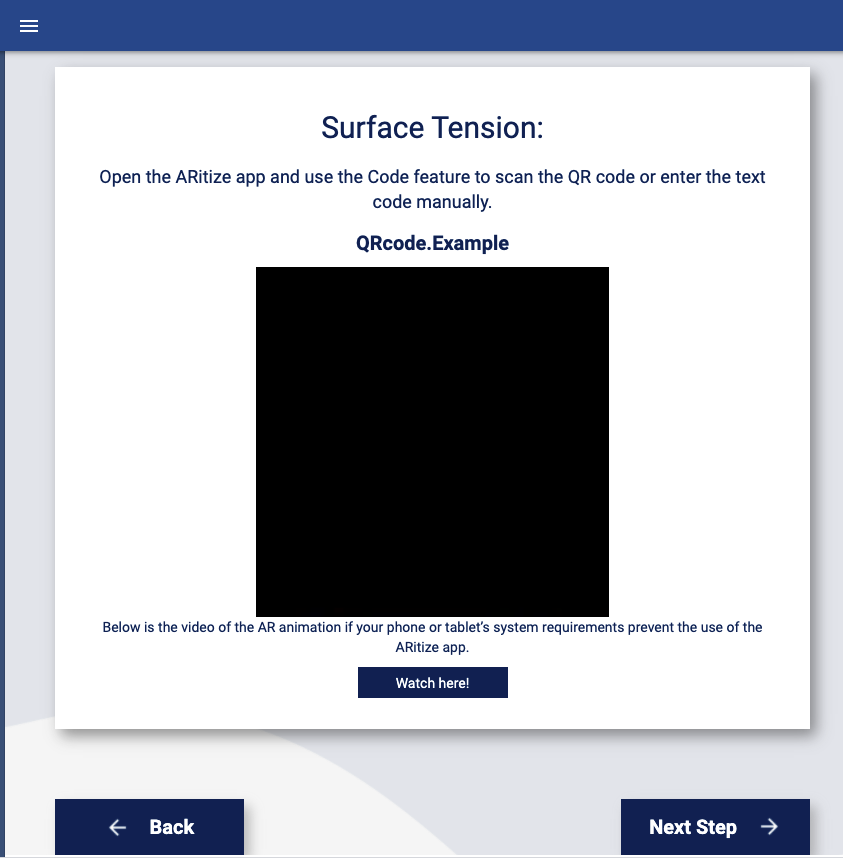 Surface Tension:
Open the ARitize app and use the Code feature to scan the QR code or enter the text
code manually.
QRcode.Example
Below is the video of the AR animation if your phone or tablet's system requirements prevent the use of the
ARitize app.
Watch here!
Back
Next Step